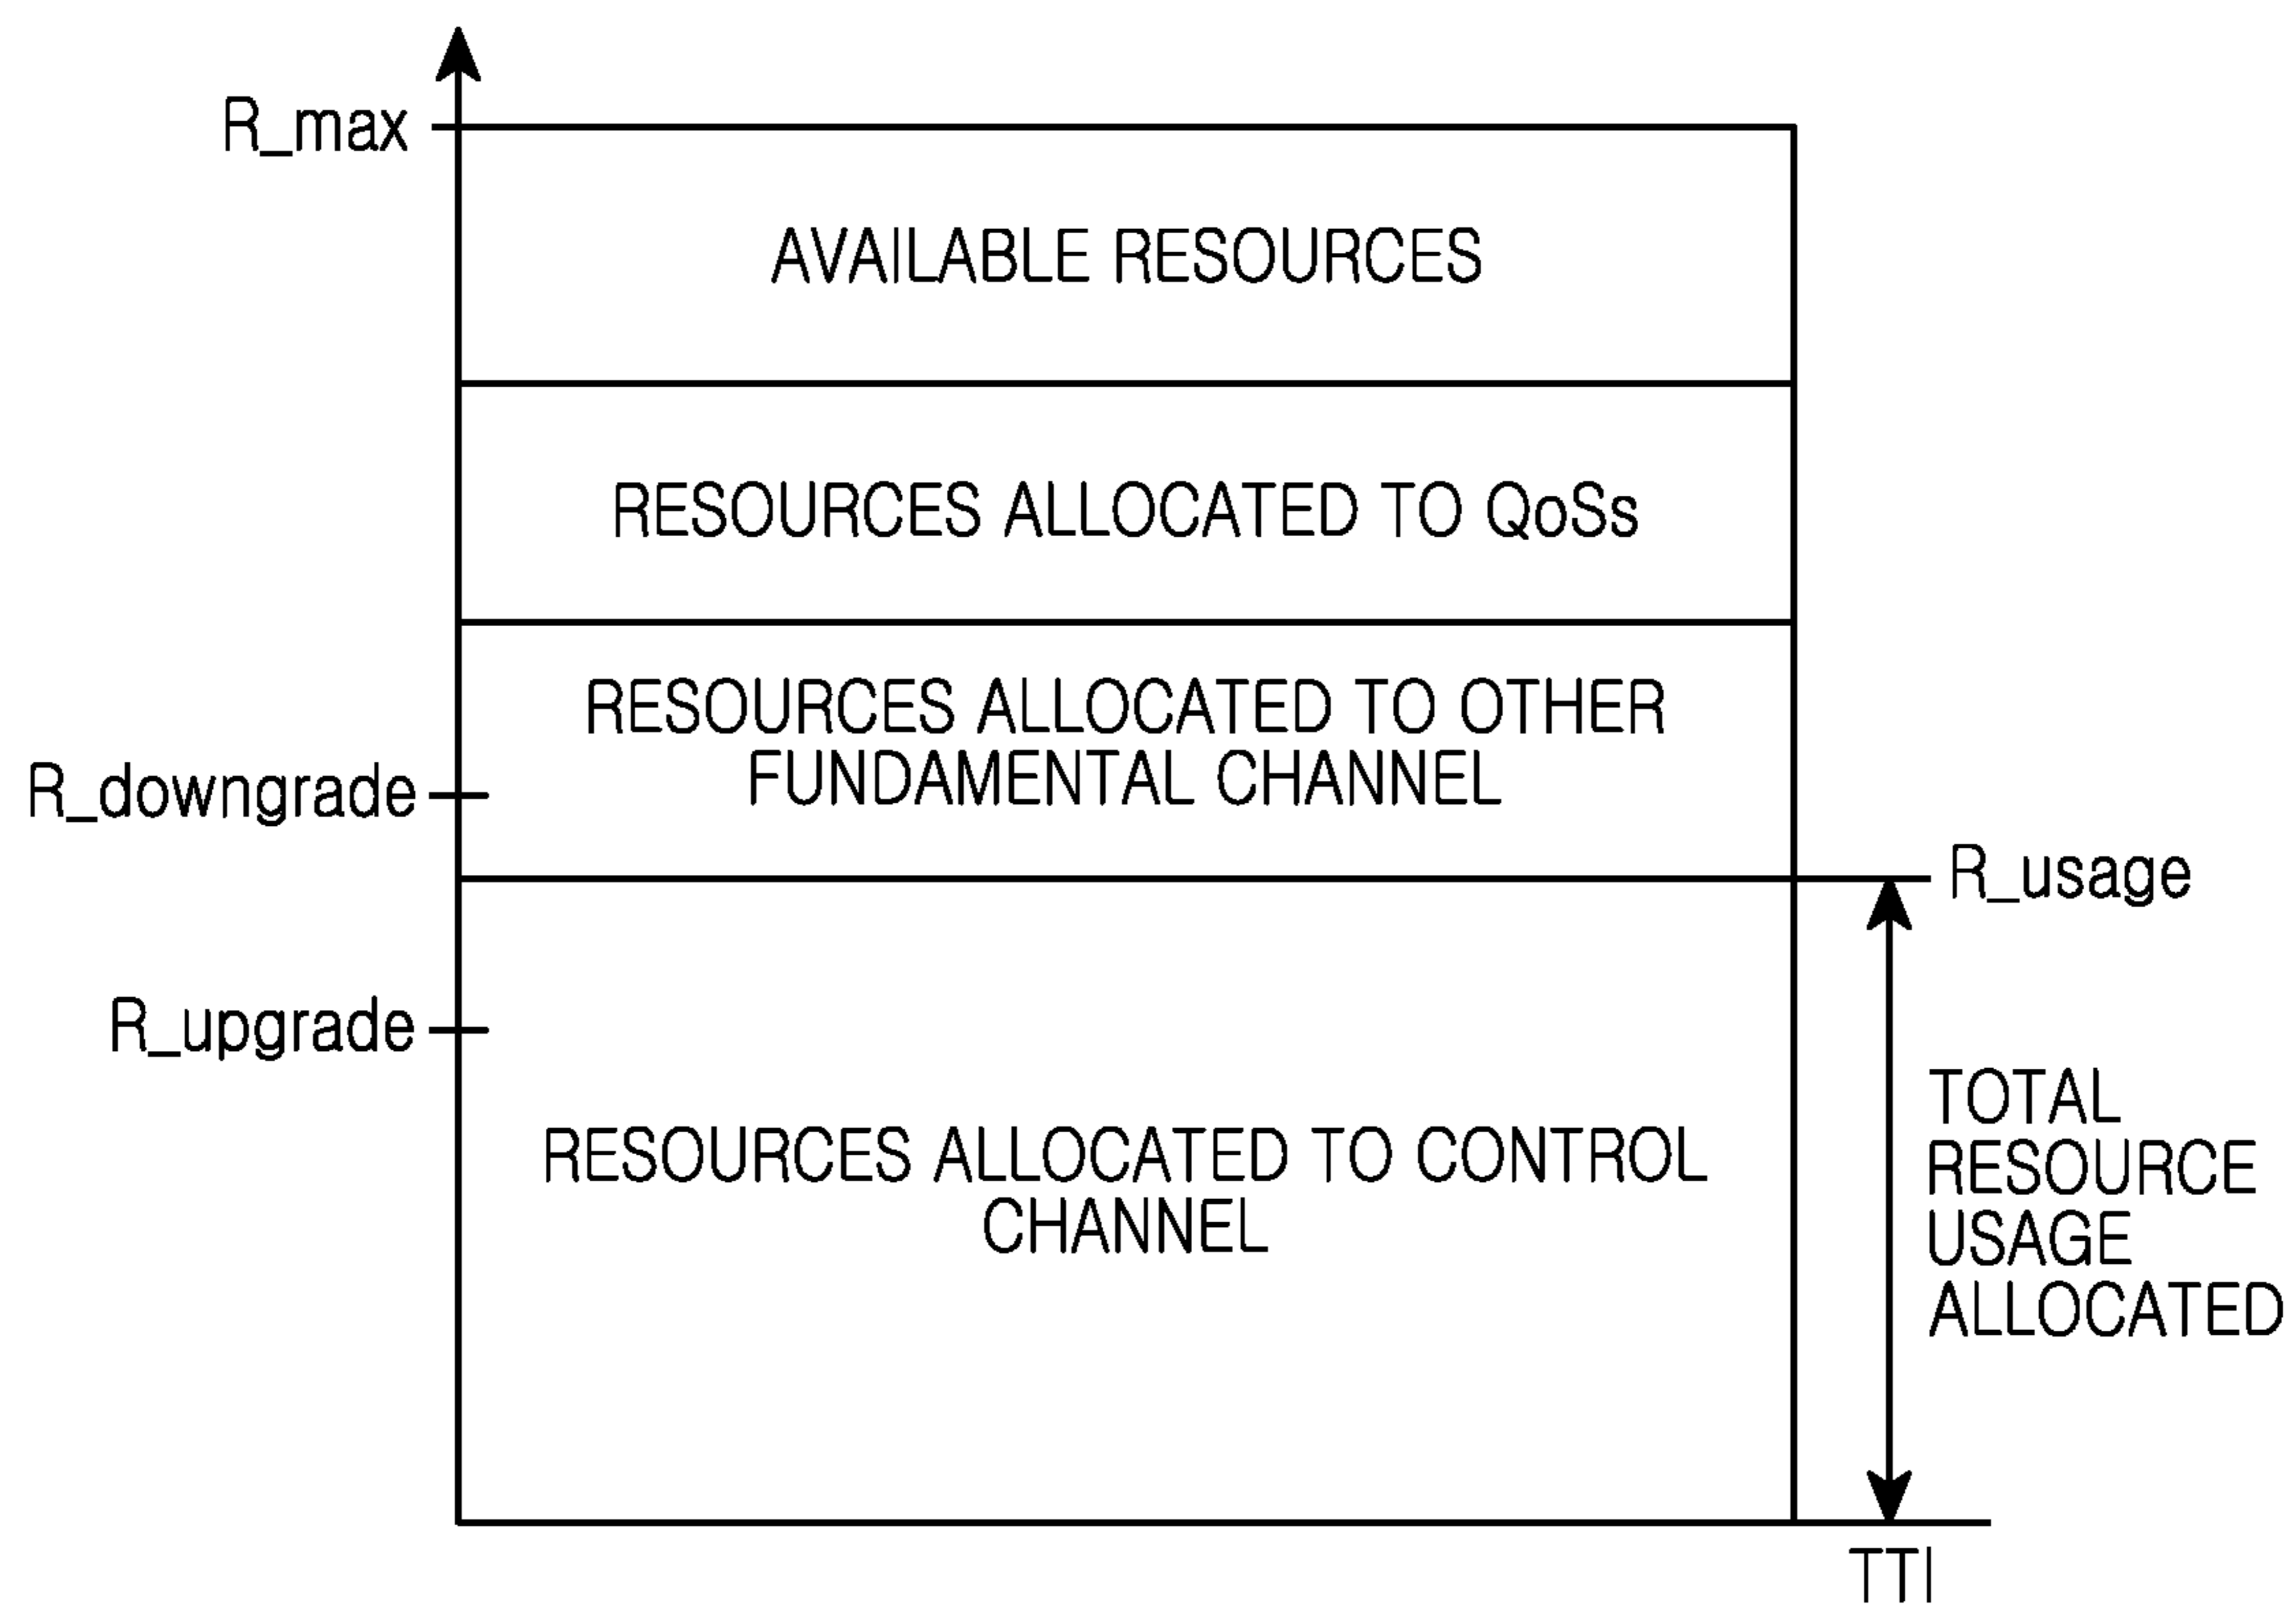 R_max
AVAILABLE RESOURCES
RESOURCES ALLOCATED TO QoSs
RESOURCES ALLOCATED TO OTHER
FUNDAMENTAL CHANNEL
R_downgrade
R_usage
R_upgrade
RESOURCES ALLOCATED TO CONTROL
CHANNEL
TOTAL
RESOURCE
USAGE
ALLOCATED
TTI